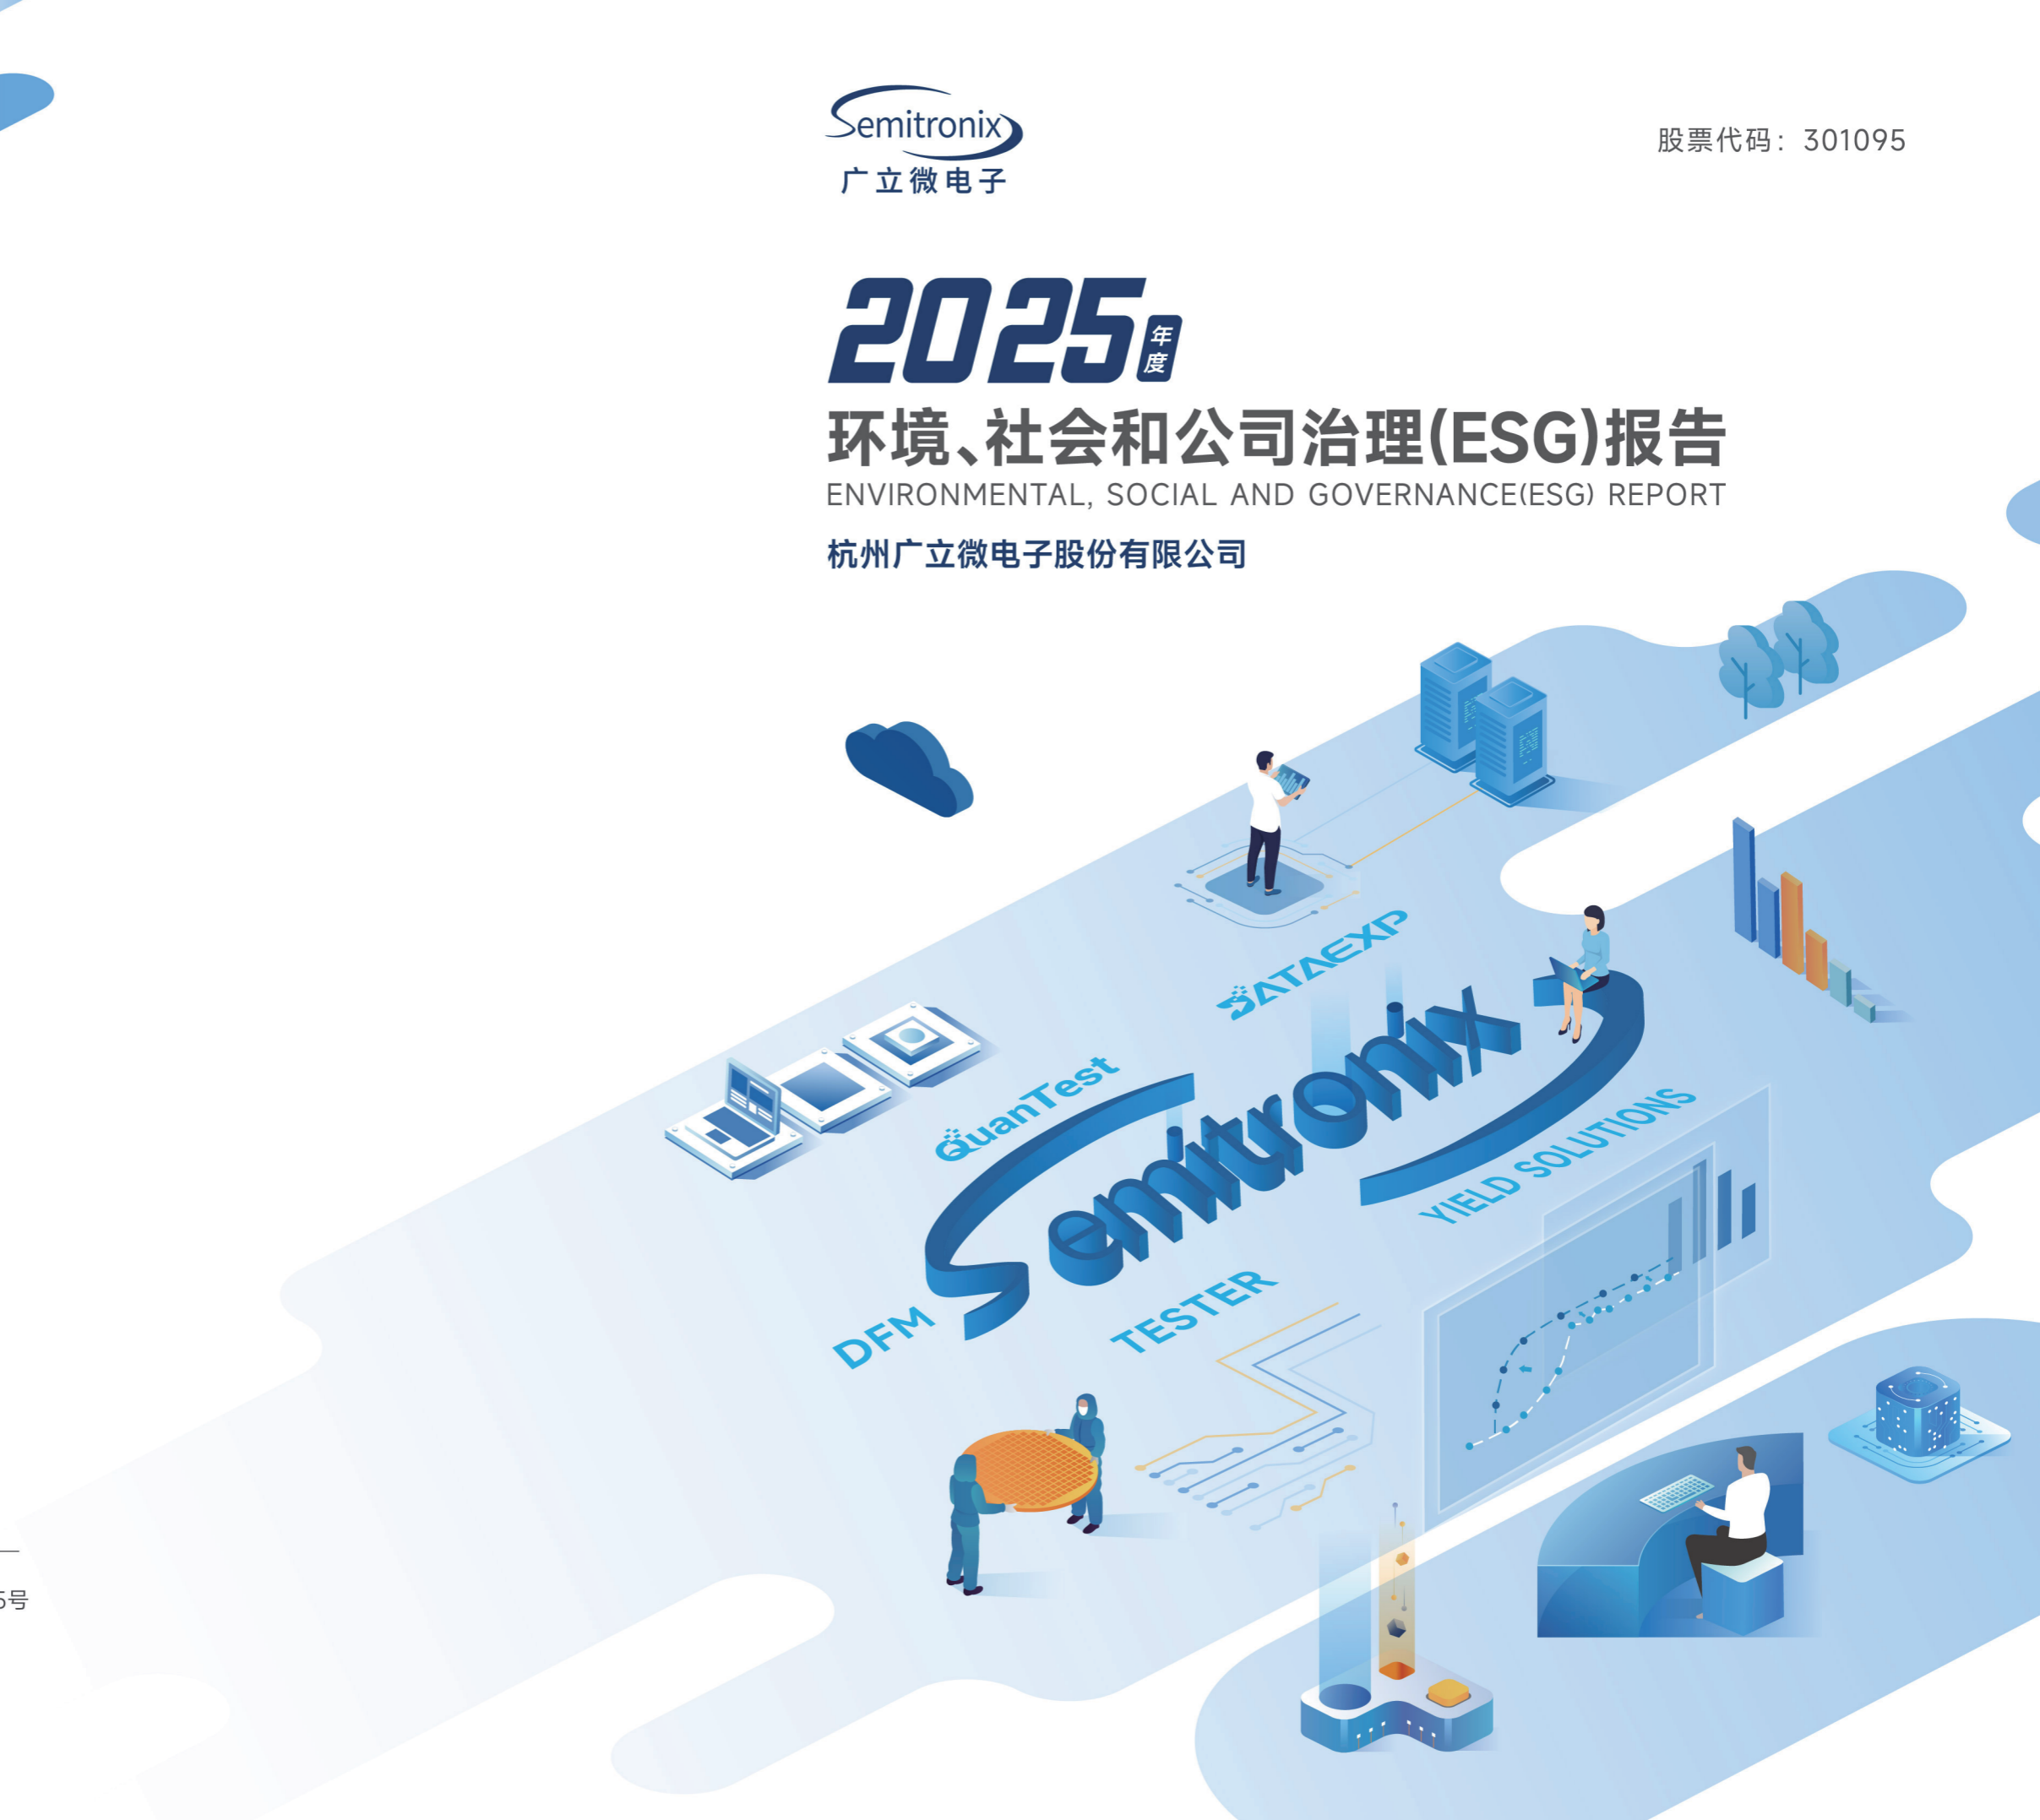 Semitronix
广立微电子
股票代码：301095
2025年度
环境、社会和公司治理(ESG)报告
ENVIRONMENTAL, SOCIAL AND GOVERNANCE(ESG) REPORT
杭州广立微电子股份有限公司
DATAEXP
QuanTest
Semitronix
YIELD SOLUTIONS
DFM
TESTER
号